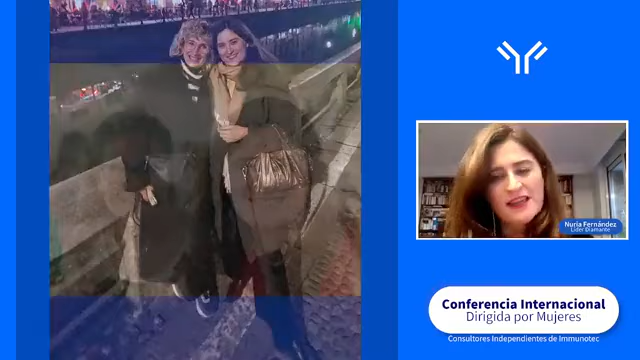 Nuria Fernández
Líder Diamante
Conferencia Internacional
Dirigida por Mujeres
Consultores Independientes de Immunotec